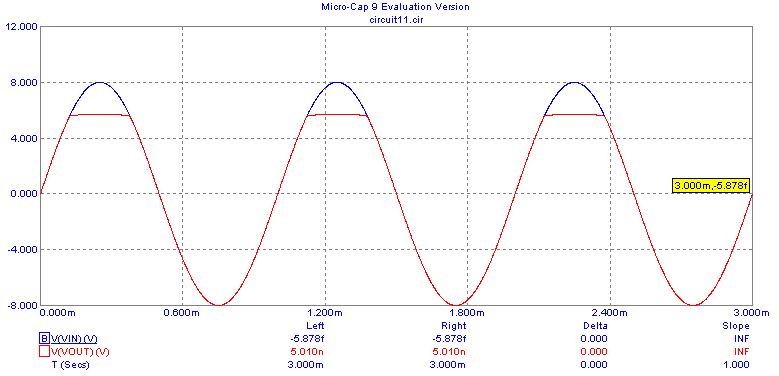 Micro-Cap 9 Evaluation Version
circuit11.cir
12.000
8.000
4.000
0.000
-4.000
-8.000
3.000m,-5.878f
0.000m 0.600m 1.200m 1.800m 2.400m 3.000m
Left Right Delta Slope
B V(VIN) (V) -5.878f -5.878f 0.000 INF
V(VOUT) (V) 5.010n 5.010n 0.000 INF
T (Secs) 3.000m 3.000m 0.000 1.000